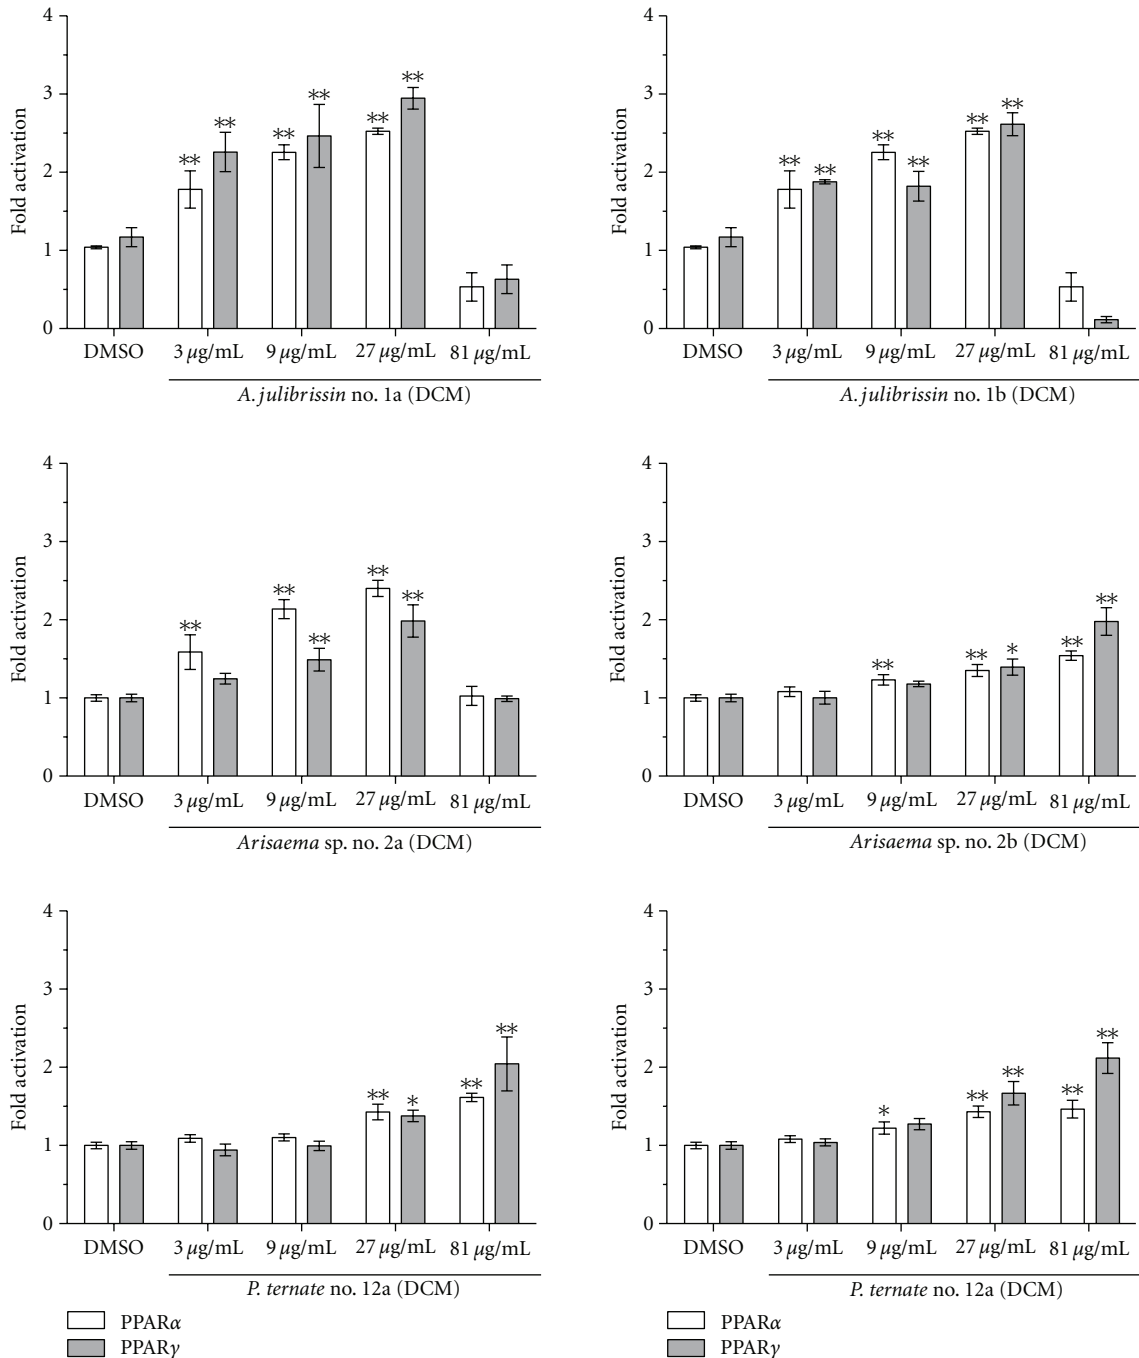 4
3
2
1
0
Fold activation
** ** ** ** ** **
DMSO 3 μg/mL 9 μg/mL 27 μg/mL 81 μg/mL
A. julibrissin no. 1a (DCM)
4
3
2
1
0
Fold activation
** ** ** ** ** **
DMSO 3 μg/mL 9 μg/mL 27 μg/mL 81 μg/mL
A. julibrissin no. 1b (DCM)
4
3
2
1
0
Fold activation
** ** ** ** **
DMSO 3 μg/mL 9 μg/mL 27 μg/mL 81 μg/mL
Arisaema sp. no. 2a (DCM)
4
3
2
1
0
Fold activation
** ** * ** **
DMSO 3 μg/mL 9 μg/mL 27 μg/mL 81 μg/mL
Arisaema sp. no. 2b (DCM)
4
3
2
1
0
Fold activation
** * ** **
DMSO 3 μg/mL 9 μg/mL 27 μg/mL 81 μg/mL
P. ternate no. 12a (DCM)
PPARα
PPARγ
4
3
2
1
0
Fold activation
* ** ** ** **
DMSO 3 μg/mL 9 μg/mL 27 μg/mL 81 μg/mL
P. ternate no. 12a (DCM)
PPARα
PPARγ